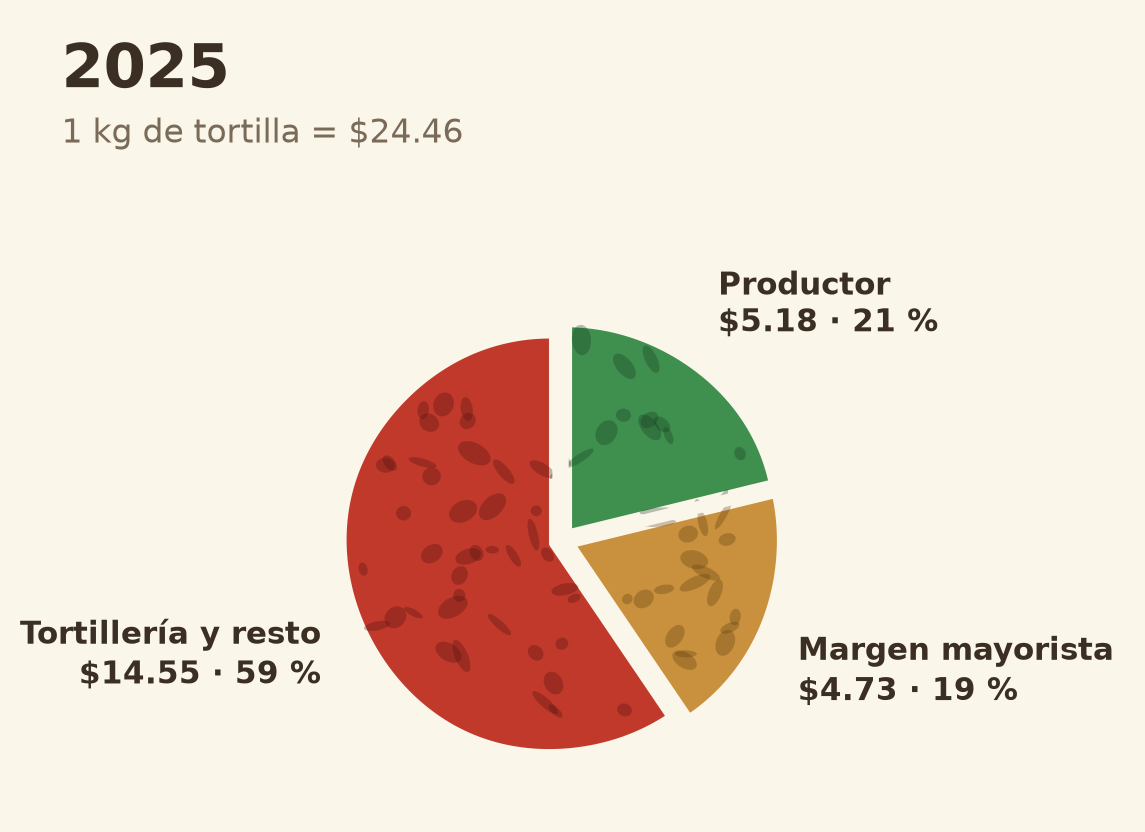 2025
1 kg de tortilla = $24.46
Productor
$5.18 · 21 %
Tortillería y resto
$14.55 · 59 %
Margen mayorista
$4.73 · 19 %